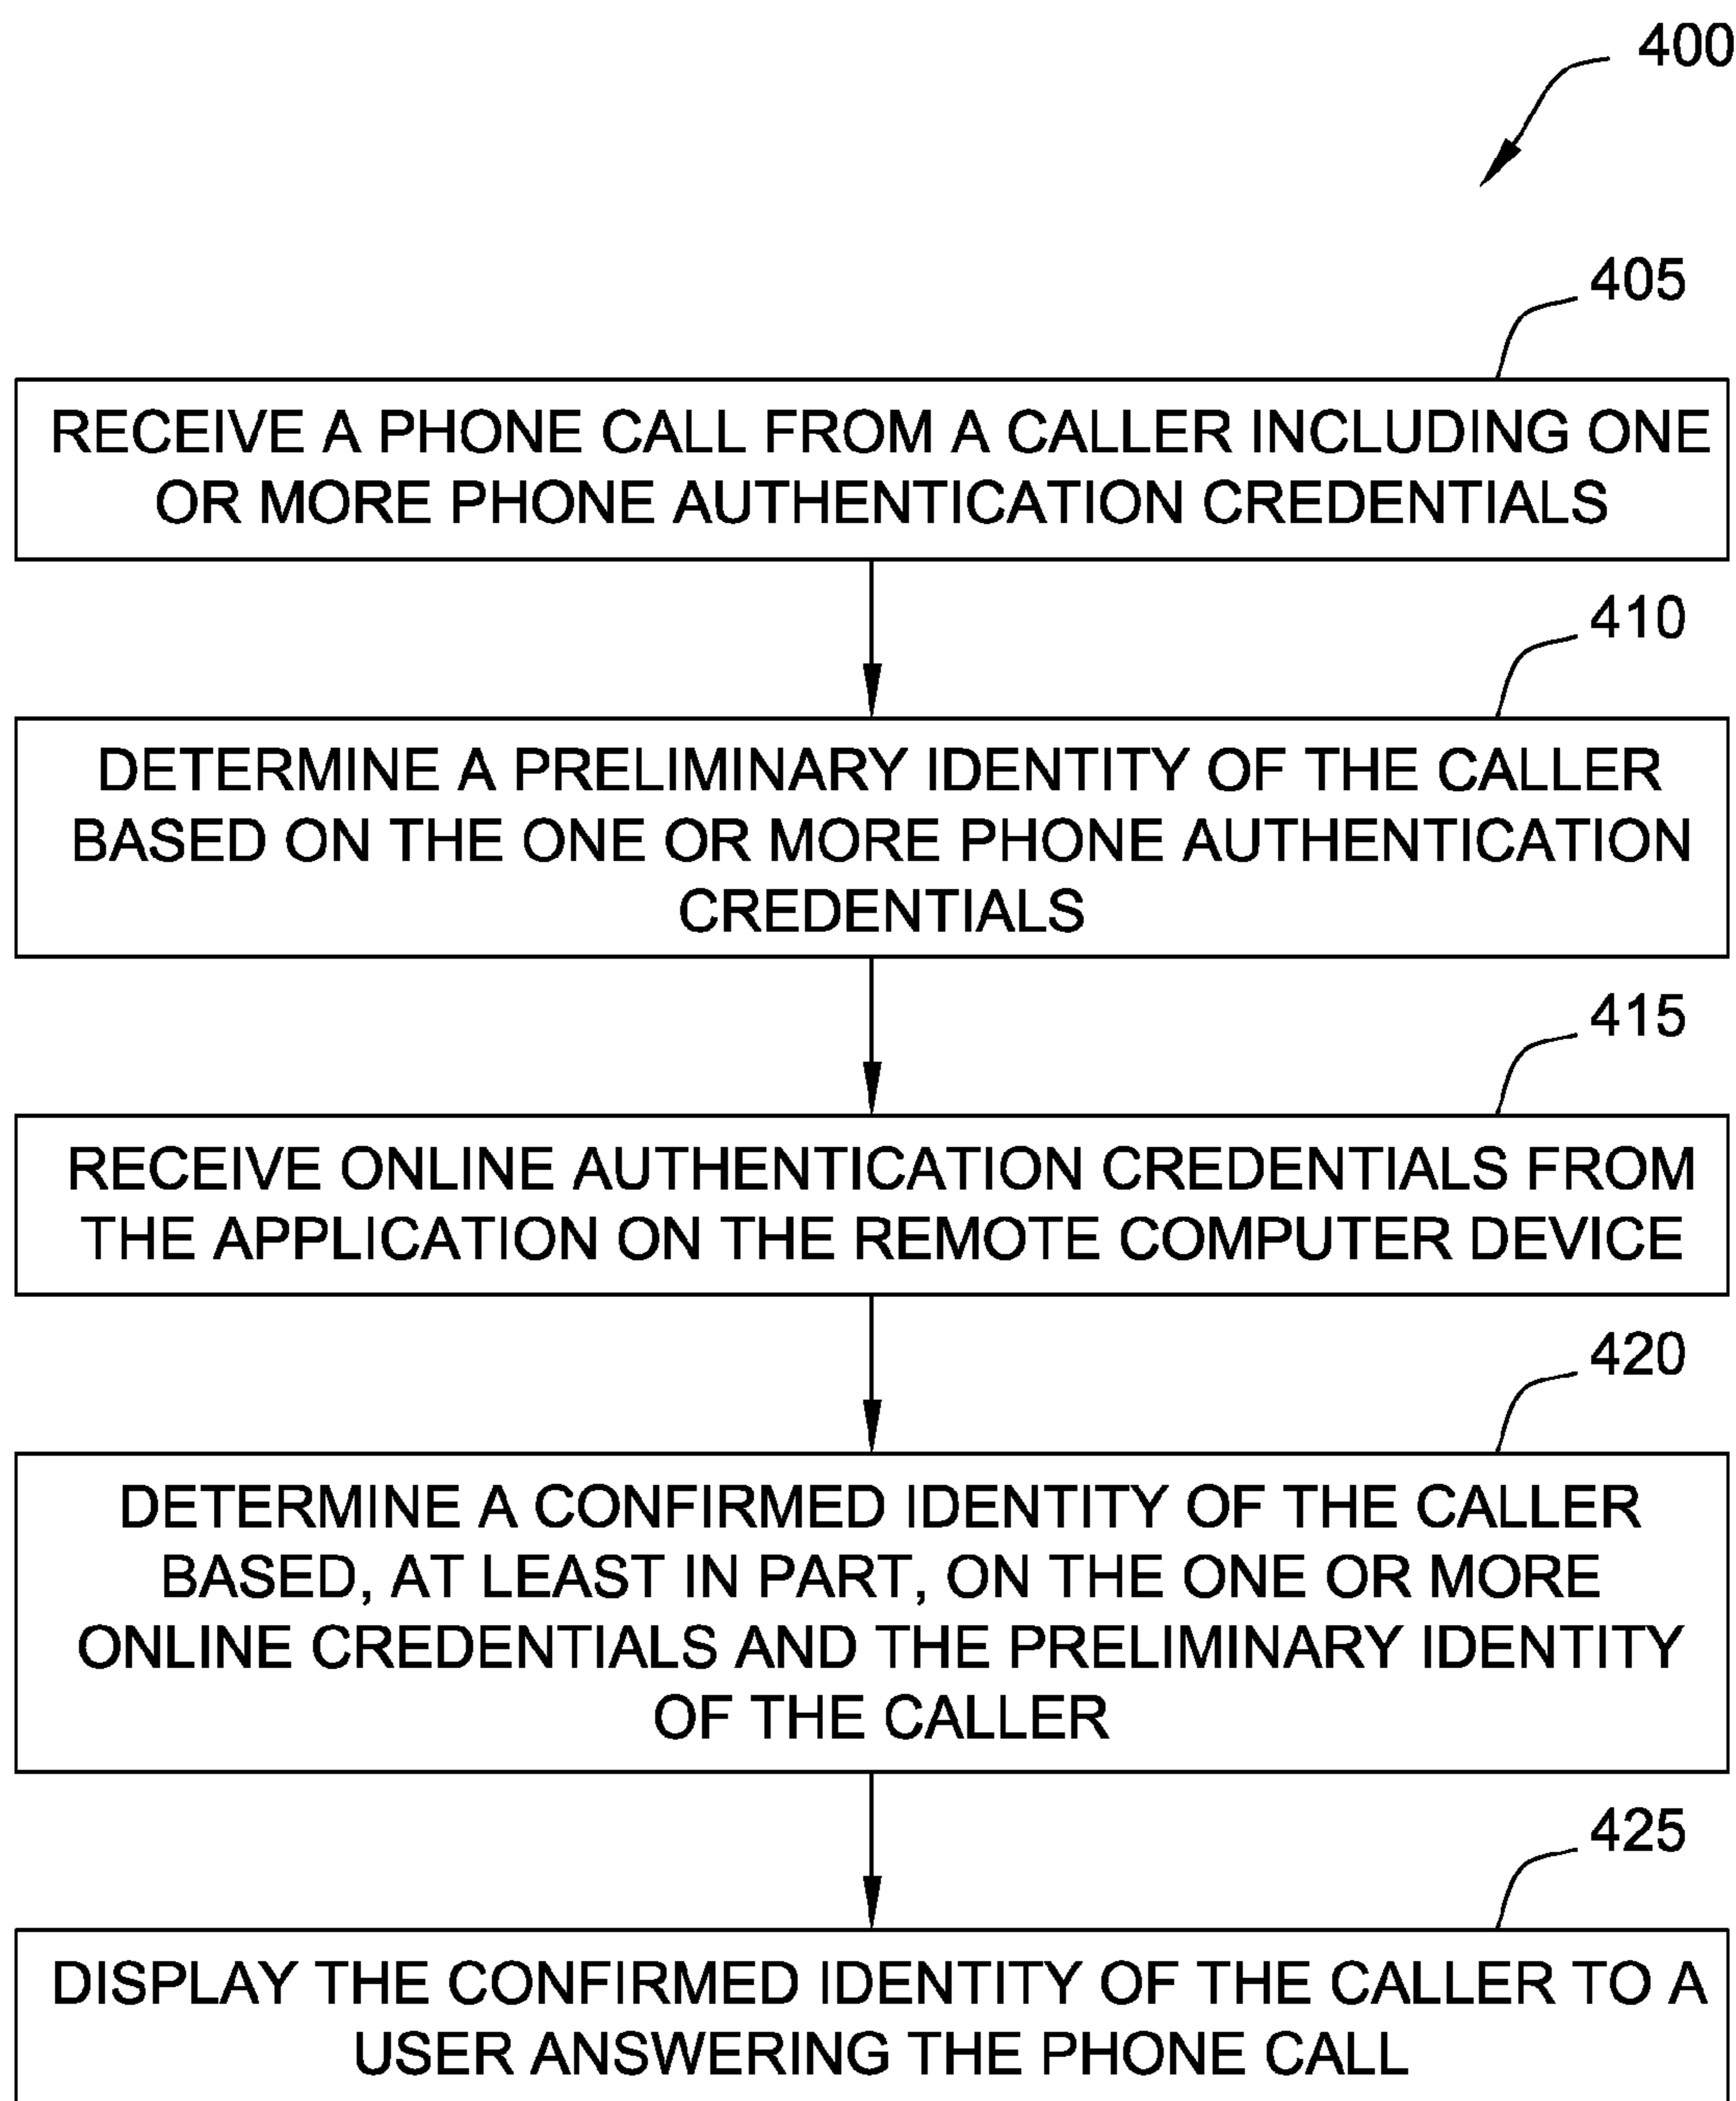 400
405
RECEIVE A PHONE CALL FROM A CALLER INCLUDING ONE
OR MORE PHONE AUTHENTICATION CREDENTIALS
410
DETERMINE A PRELIMINARY IDENTITY OF THE CALLER
BASED ON THE ONE OR MORE PHONE AUTHENTICATION
CREDENTIALS
415
RECEIVE ONLINE AUTHENTICATION CREDENTIALS FROM
THE APPLICATION ON THE REMOTE COMPUTER DEVICE
420
DETERMINE A CONFIRMED IDENTITY OF THE CALLER
BASED, AT LEAST IN PART, ON THE ONE OR MORE
ONLINE CREDENTIALS AND THE PRELIMINARY IDENTITY
OF THE CALLER
425
DISPLAY THE CONFIRMED IDENTITY OF THE CALLER TO A
USER ANSWERING THE PHONE CALL